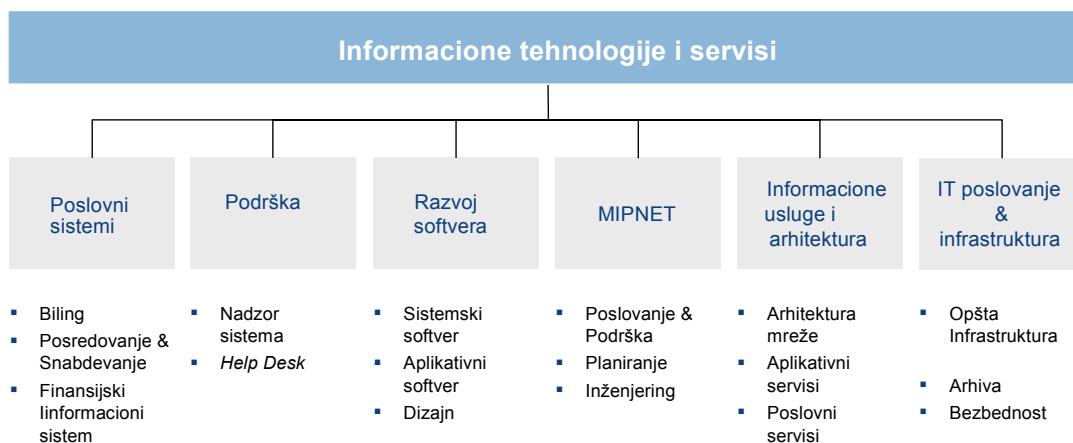 Informacione tehnologije i servisi
Poslovni
sistemi
Podrška
Razvoj
softvera
MIPNET
Informacione
usluge i
arhitektura
IT poslovanje
&
infrastruktura
Biling
Posredovanje &
Snabdevanje
Finansijski
Iinformacioni
sistem
Nadzor
sistema
Help Desk
Sistemski
softver
Aplikativni
softver
Dizajn
Poslovanje &
Podrška
Planiranje
Inženjering
Arhitektura
mreže
Aplikativni
servisi
Poslovni
servisi
Opšta
Infrastruktura
Arhiva
Bezbednost